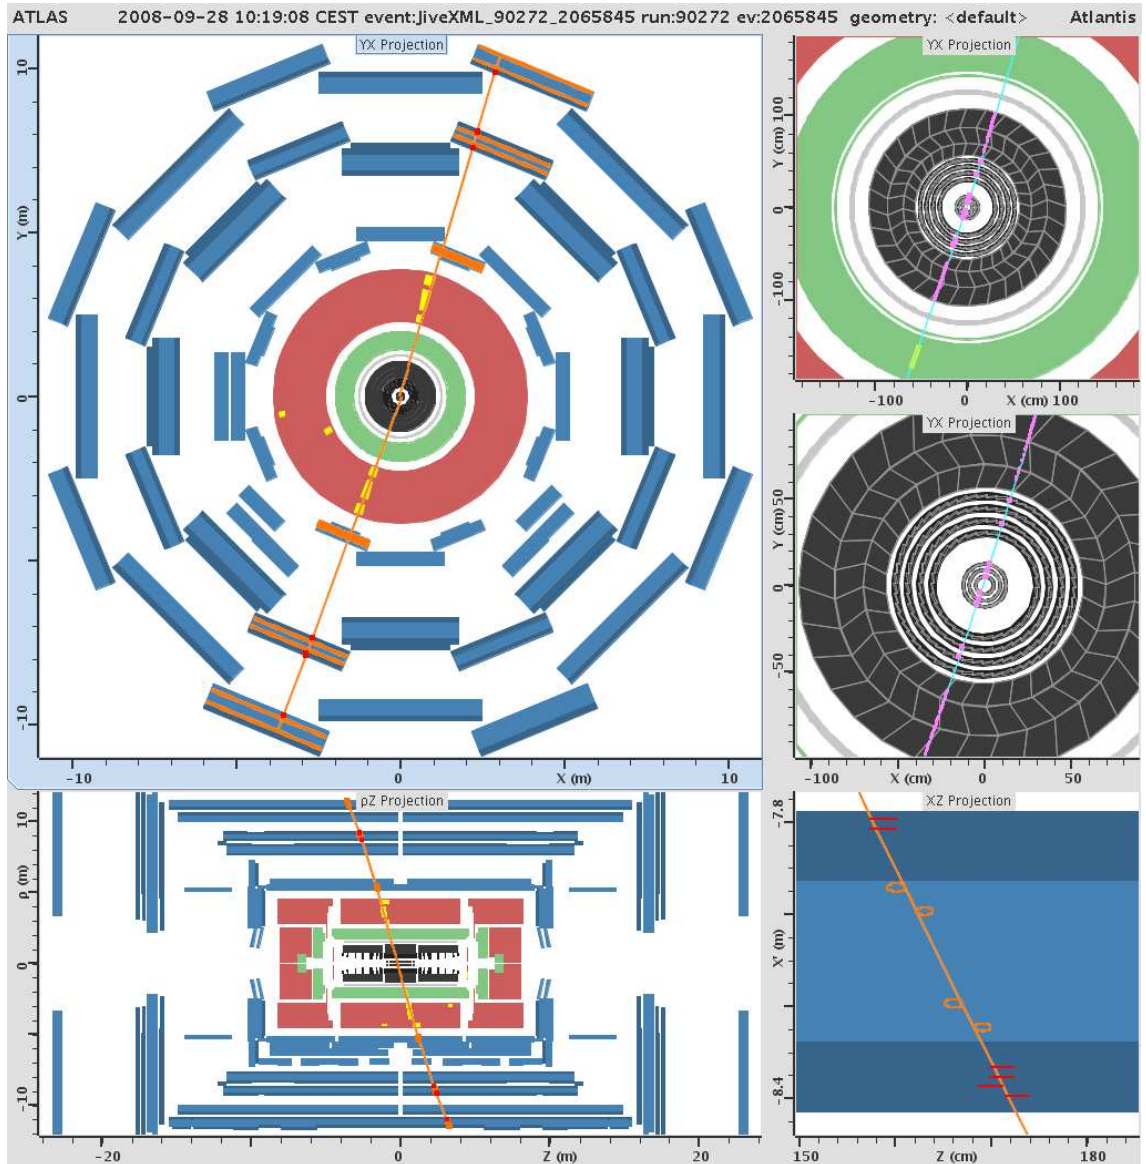 ATLAS 2008-09-28 10:19:08 CEST event:JiveXML_90272_2065845 run:90272 ev:2065845 geometry: <default> Atlantis
YX Projection
10
Y (m)
0
-10
-10 0 X (m) 10
YX Projection
100
Y (cm)
0
-100
-100 0 X (cm) 100
YX Projection
50
Y (cm)
0
-50
-100 X (cm) 0 50
ρZ Projection
10
ρ (m)
0
-10
-20 0 Z (m) 20
XZ Projection
-7.8
X' (m)
-8.4
150 Z (cm) 180